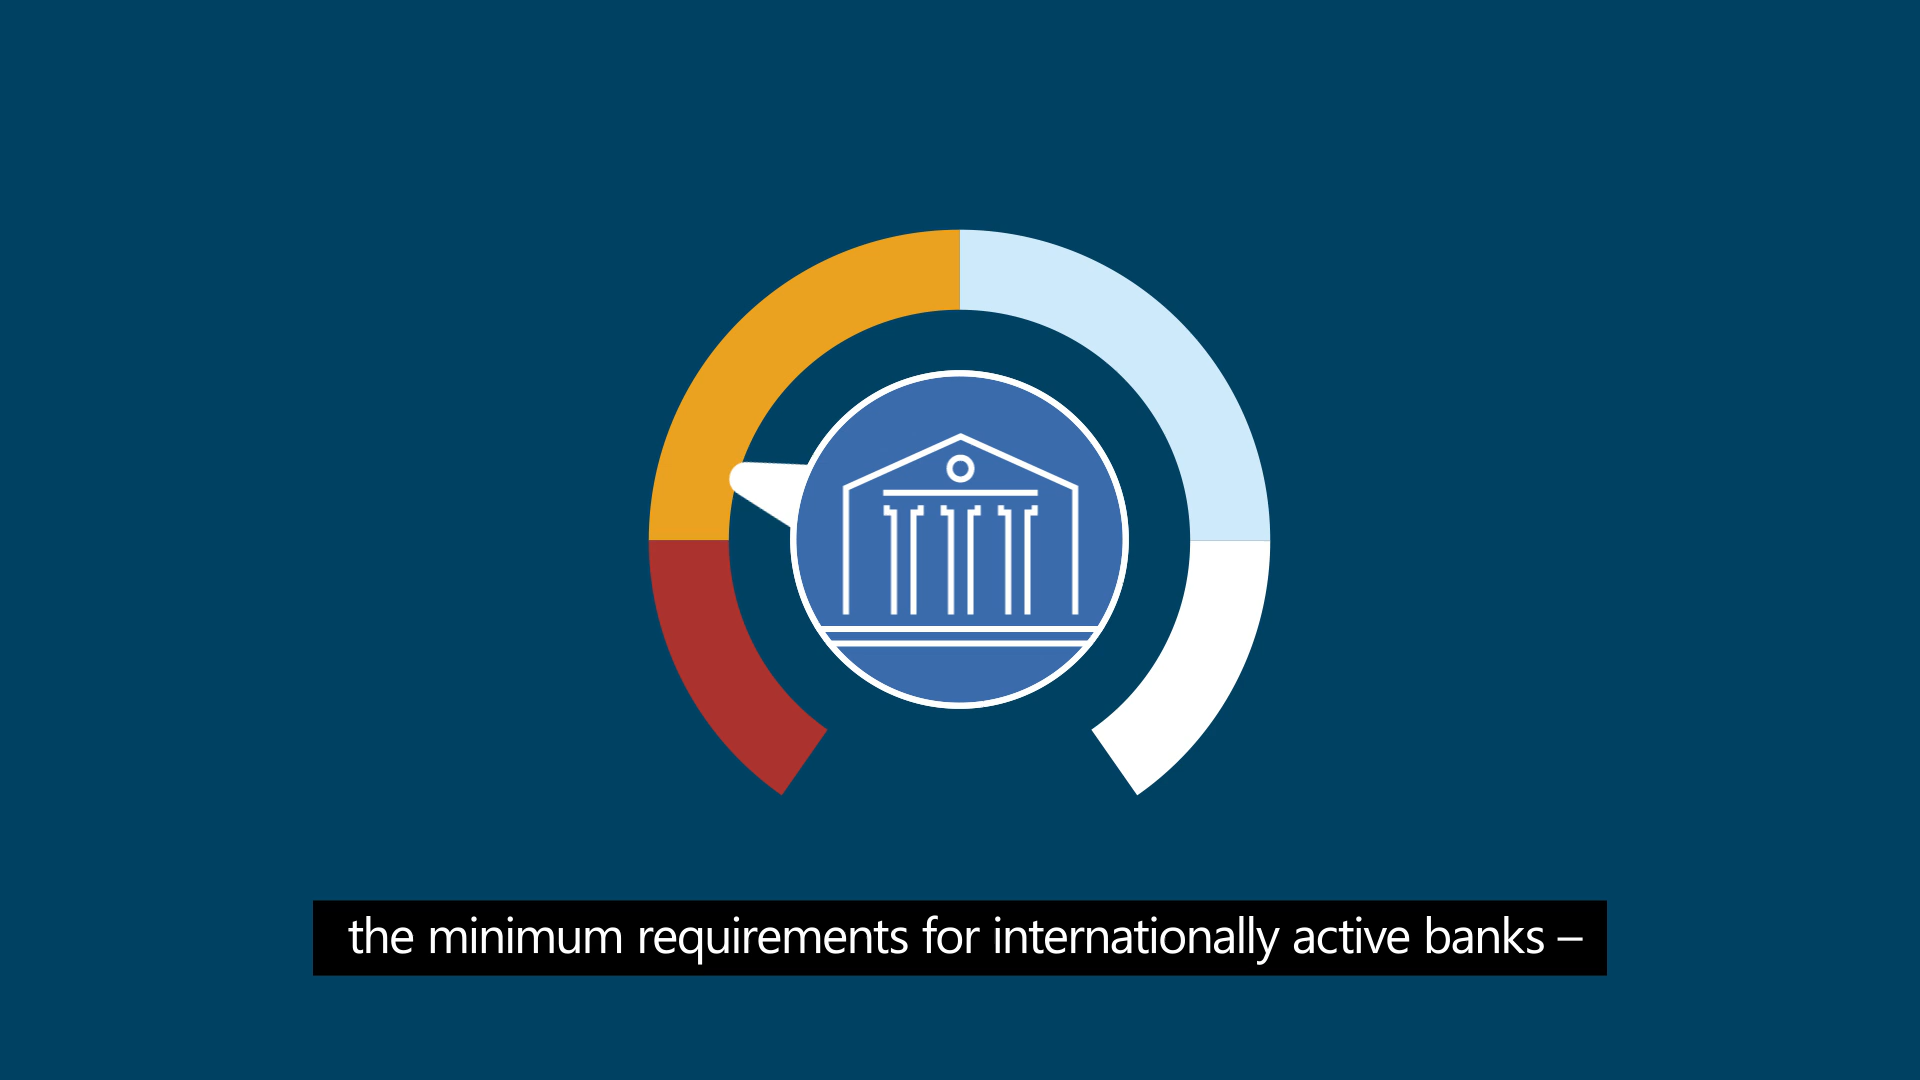 the minimum requirements for internationally active banks –